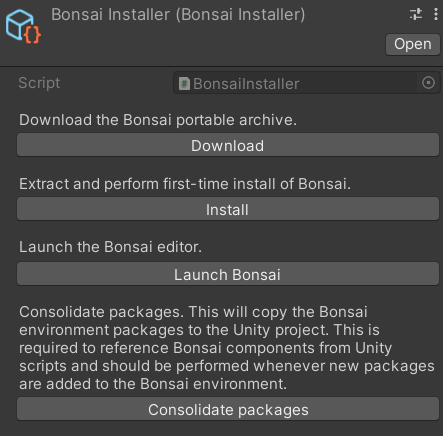 Bonsai Installer (Bonsai Installer)
Open
Script
BonsaiInstaller
Download the Bonsai portable archive.
Download
Extract and perform first-time install of Bonsai.
Install
Launch the Bonsai editor.
Launch Bonsai
Consolidate packages. This will copy the Bonsai
environment packages to the Unity project. This is
required to reference Bonsai components from Unity
scripts and should be performed whenever new packages
are added to the Bonsai environment.
Consolidate packages